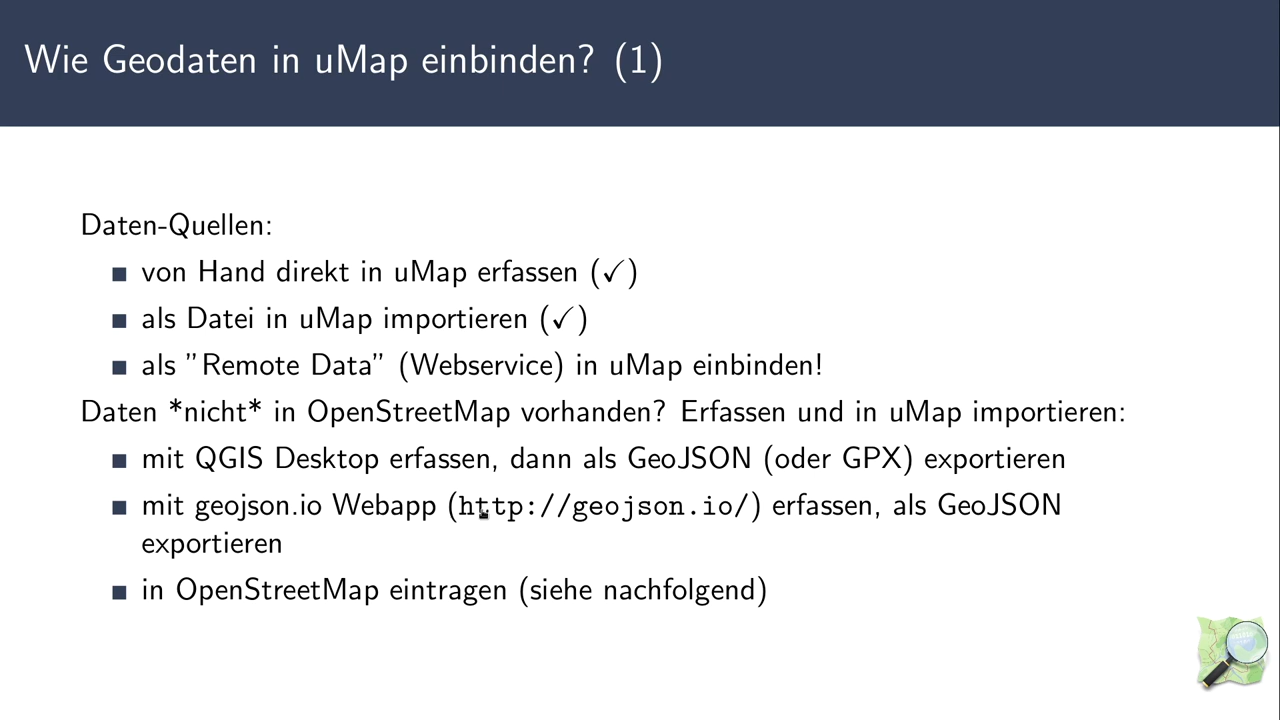 Wie Geodaten in uMap einbinden? (1)
Daten-Quellen:
von Hand direkt in uMap erfassen (✓)
als Datei in uMap importieren (✓)
als ”Remote Data” (Webservice) in uMap einbinden!
Daten *nicht* in OpenStreetMap vorhanden? Erfassen und in uMap importieren:
mit QGIS Desktop erfassen, dann als GeoJSON (oder GPX) exportieren
mit geojson.io Webapp (http://geojson.io/) erfassen, als GeoJSON
exportieren
in OpenStreetMap eintragen (siehe nachfolgend)